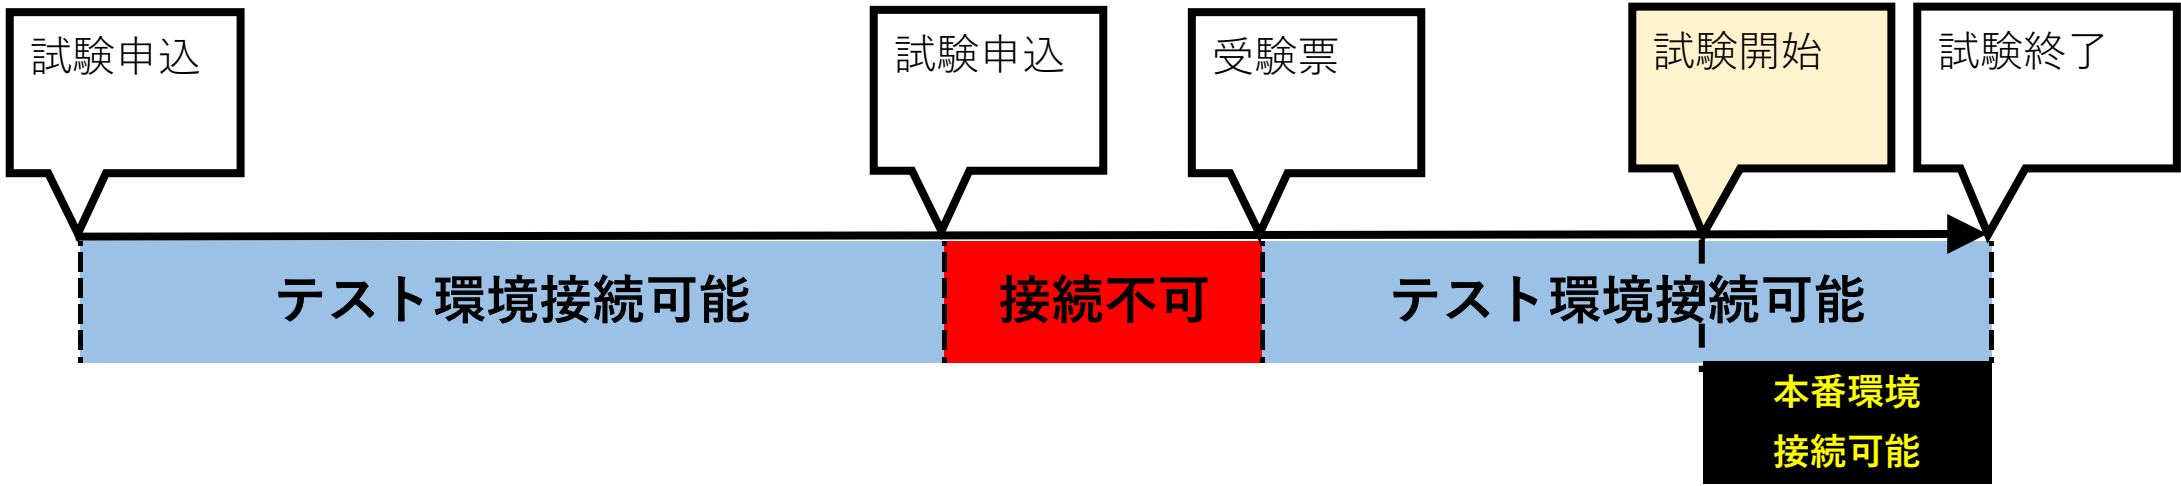 試験申込
試験申込
受験票
試験開始
試験終了
テスト環境接続可能
接続不可
テスト環境接続可能
本番環境
接続可能